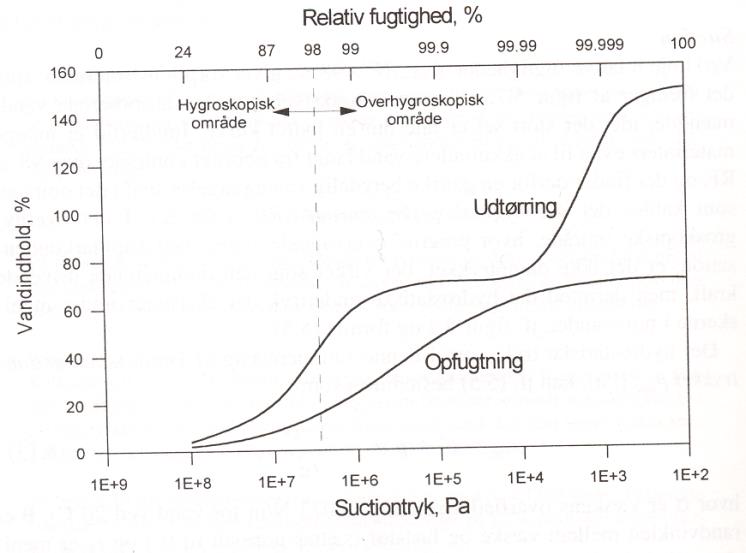 Relativ fugtighed, %
0 24 87 98 99 99.9 99.99 99.999 100
160
140
120
100
80
60
40
20
0
Vandindhold, %
Hygroskopisk
område
Overhygroskopisk
område
Udtørring
Opfugtning
1E+9 1E+8 1E+7 1E+6 1E+5 1E+4 1E+3 1E+2
Suctiontryk, Pa